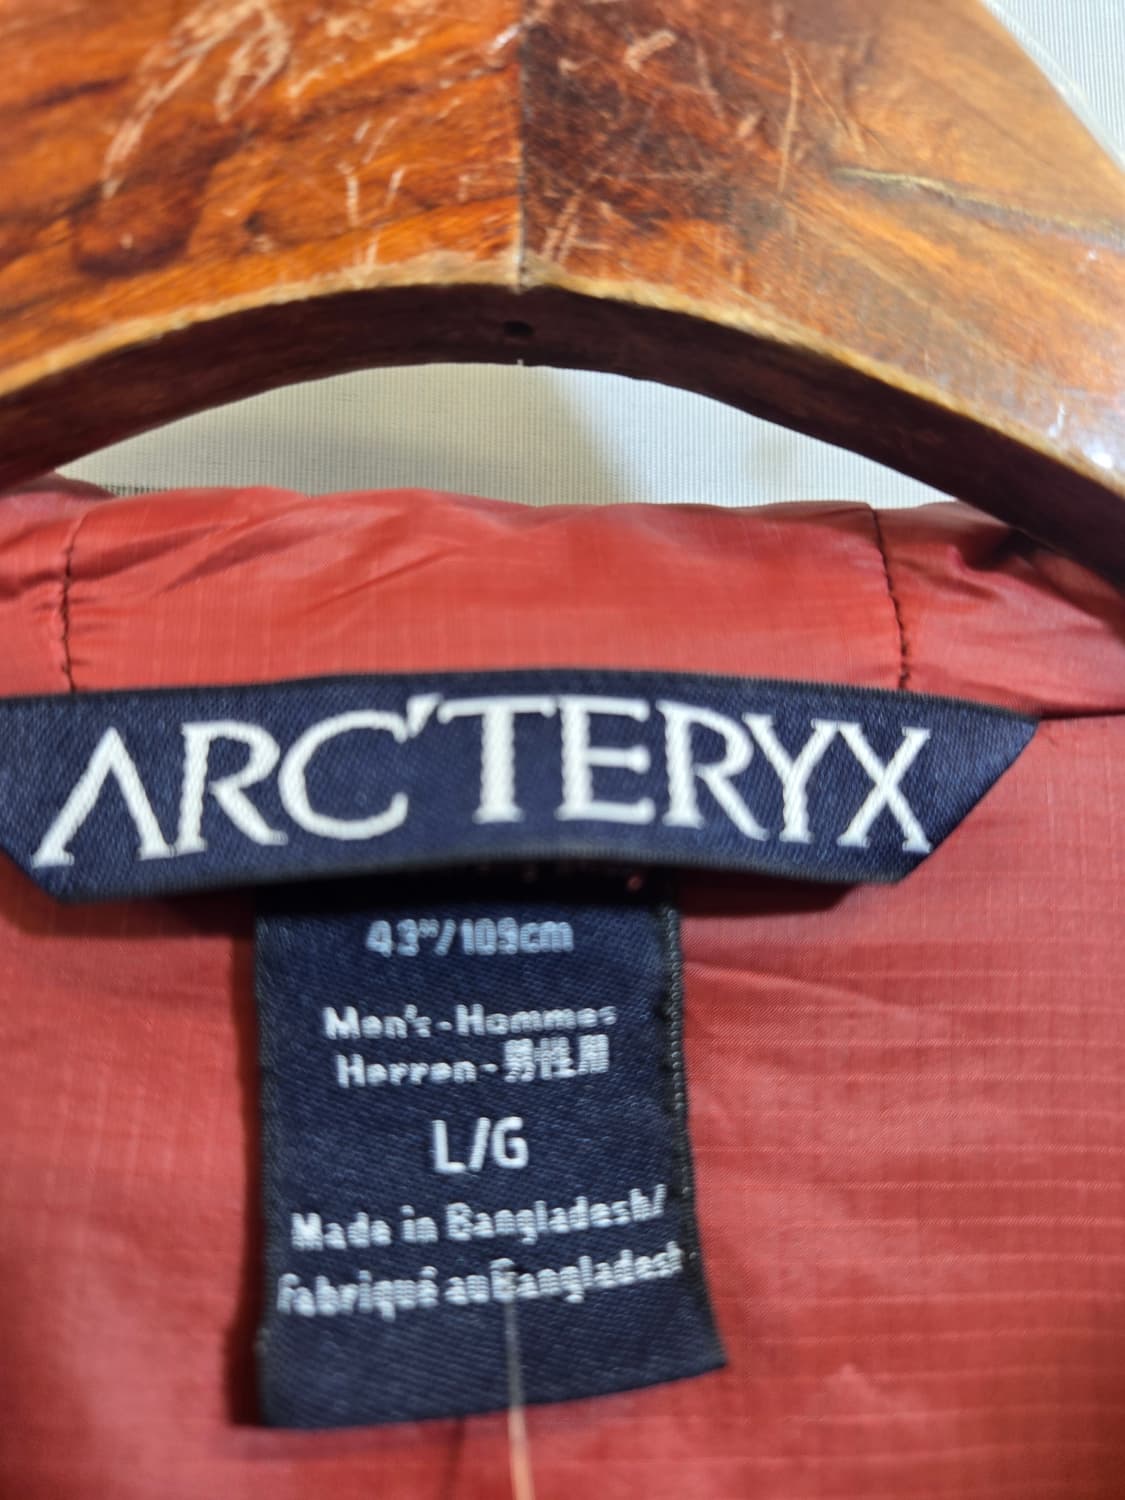 ARC'TERYX
43"/109cm
Men's-Hommes
Herren-男性用
L/G
Made in Bangladesh/
Fabriqué au Bangladesh